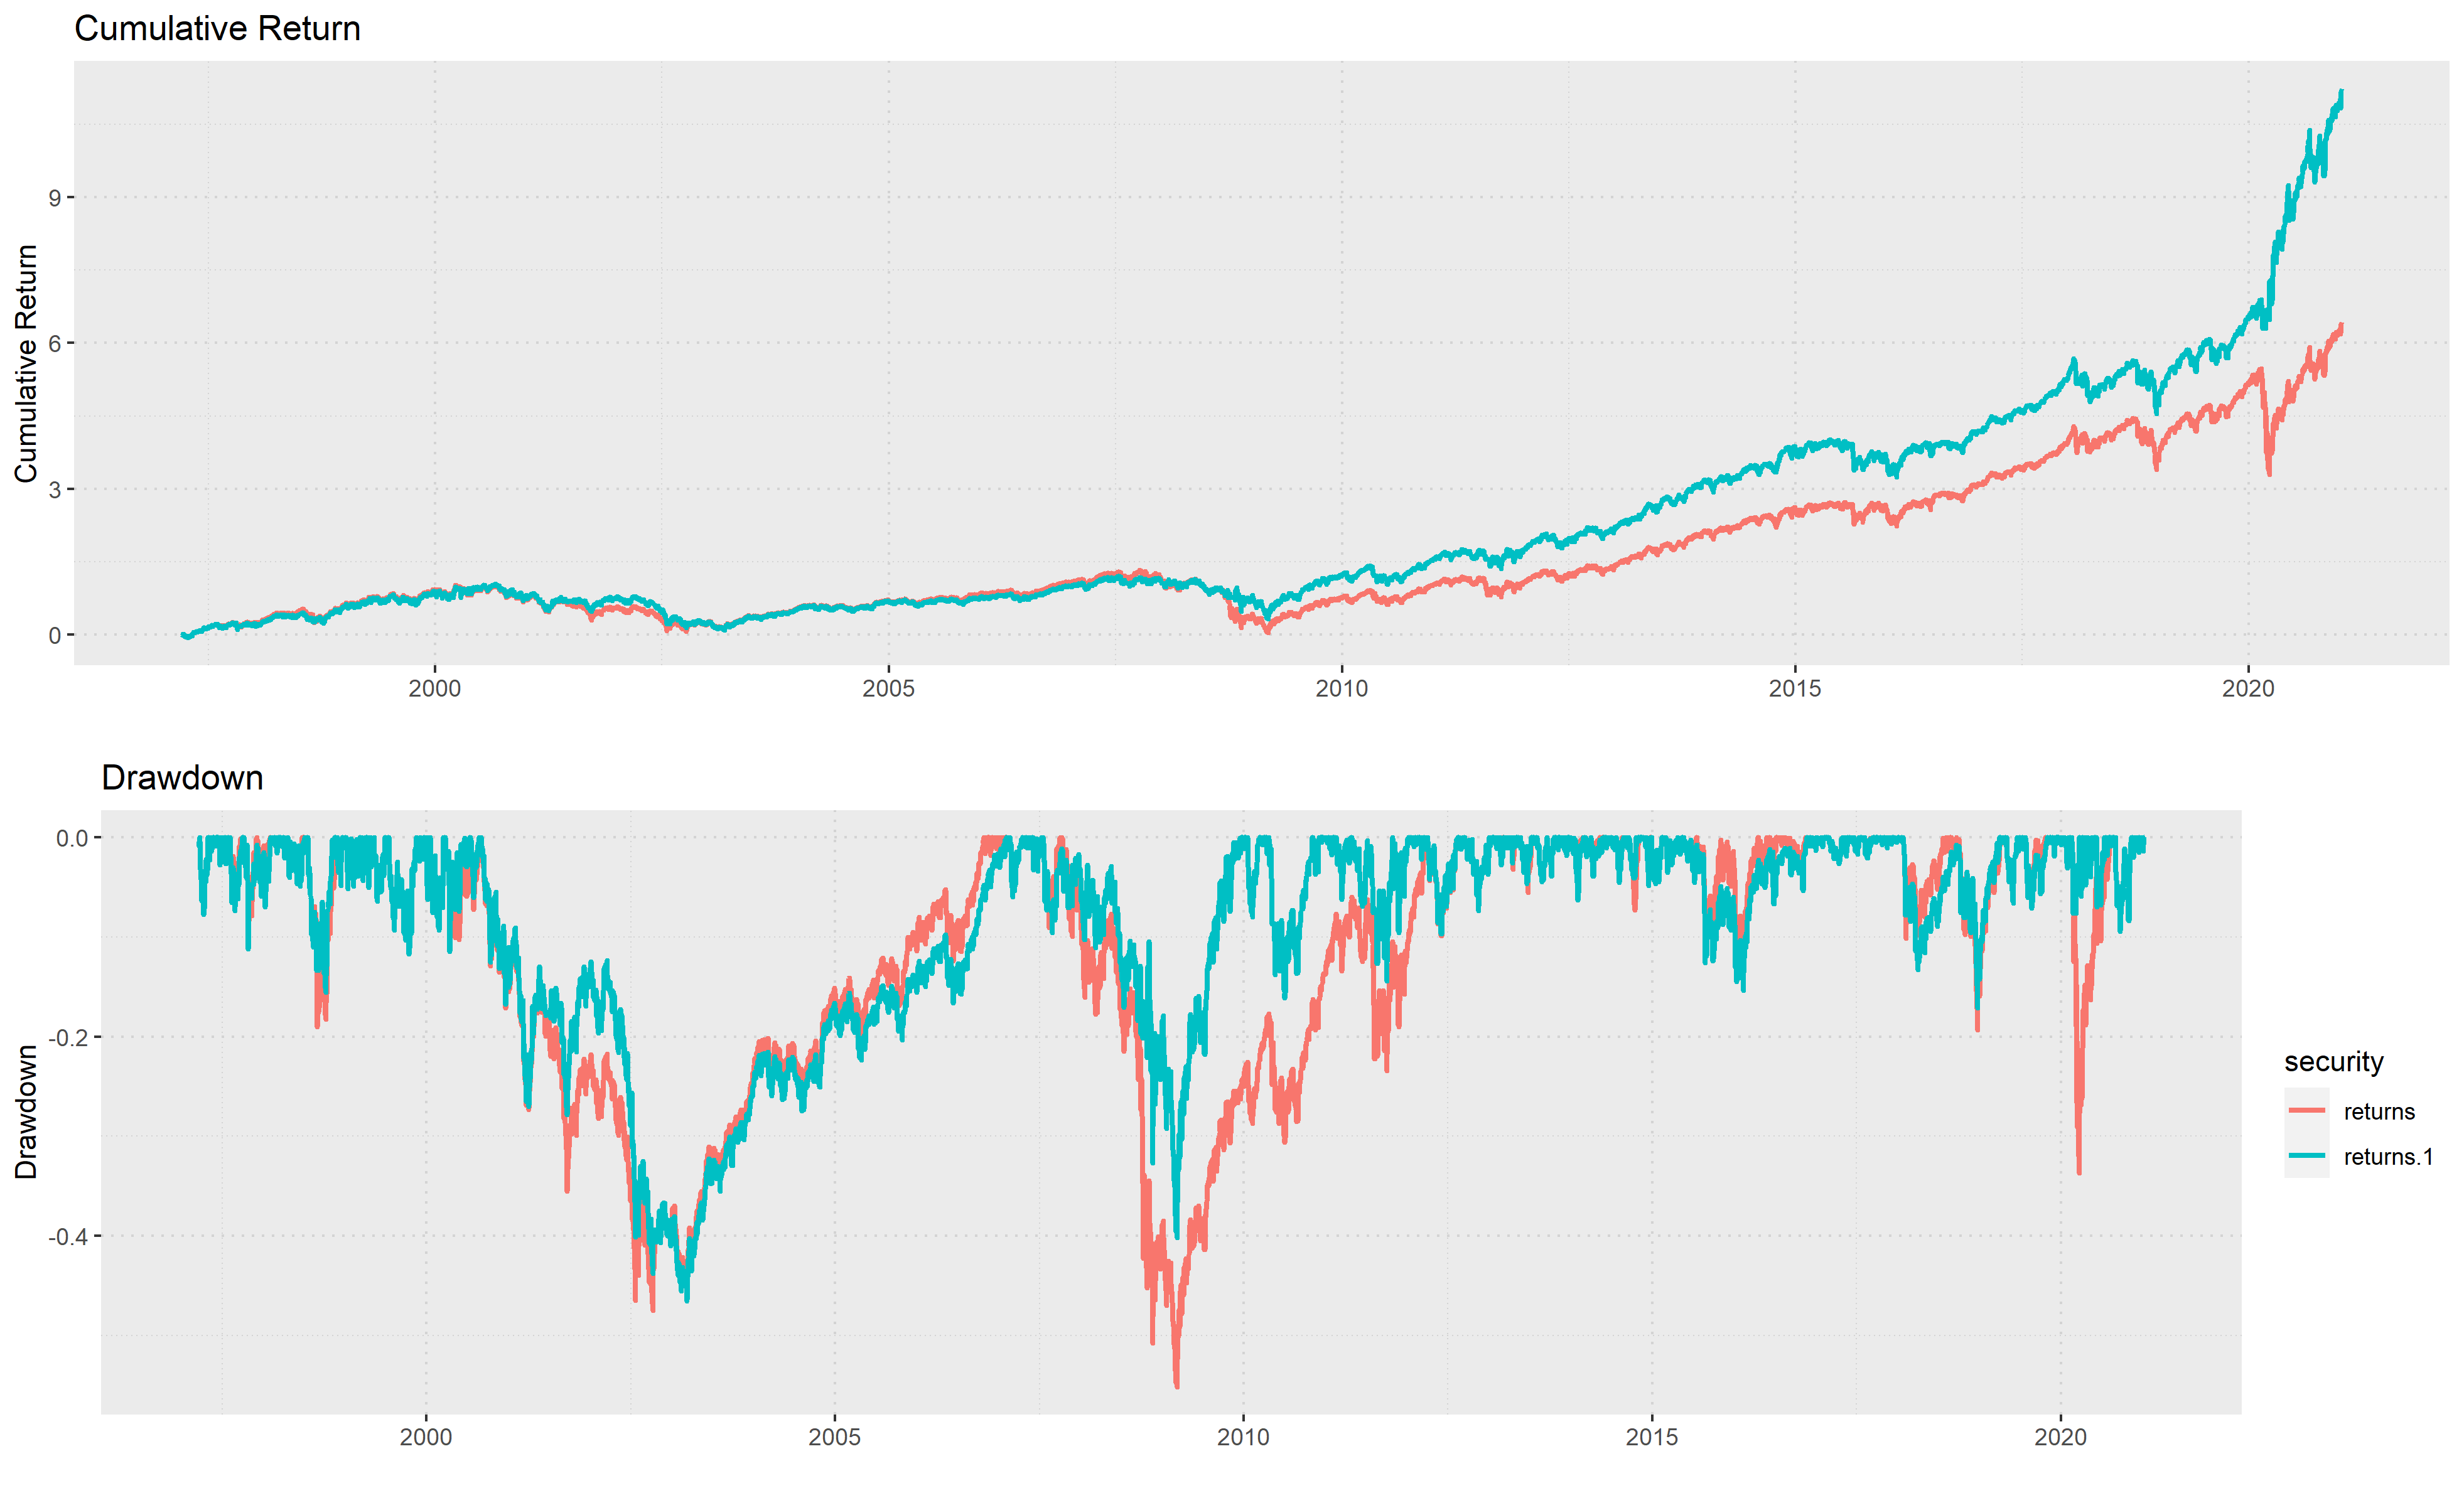 Cumulative Return
Cumulative Return
9
6
3
0
2000 2005 2010 2015 2020
Drawdown
Drawdown
0.0
-0.2
-0.4
2000 2005 2010 2015 2020
security
returns
returns.1